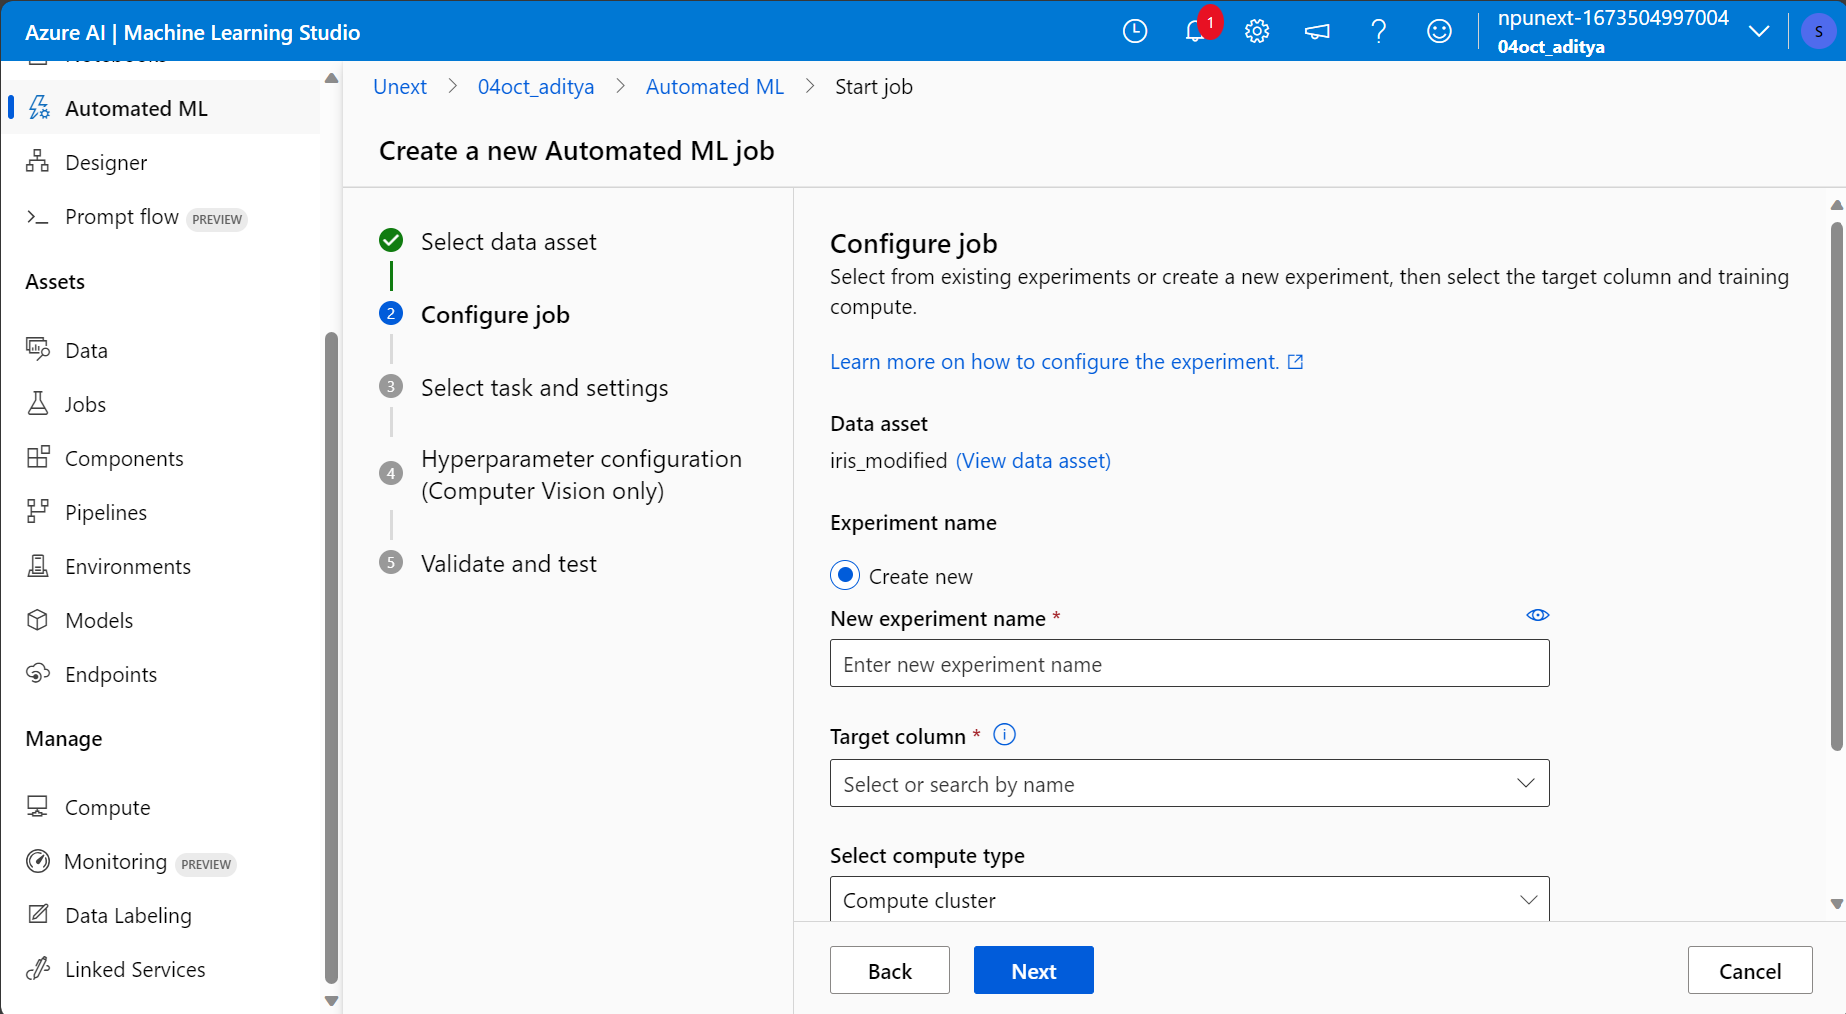 Azure AI | Machine Learning Studio
1
npunext-1673504997004
04oct_aditya
S
Notebooks
Automated ML
Designer
Prompt flow PREVIEW
Assets
Data
Jobs
Components
Pipelines
Environments
Models
Endpoints
Manage
Compute
Monitoring PREVIEW
Data Labeling
Linked Services
Unext > 04oct_aditya > Automated ML > Start job
Create a new Automated ML job
Select data asset
2 Configure job
3 Select task and settings
4 Hyperparameter configuration
(Computer Vision only)
5 Validate and test
Configure job
Select from existing experiments or create a new experiment, then select the target column and training
compute.
Learn more on how to configure the experiment.
Data asset
iris_modified (View data asset)
Experiment name
Create new
New experiment name *
Enter new experiment name
Target column *
Select or search by name
Select compute type
Compute cluster
Back
Next
Cancel